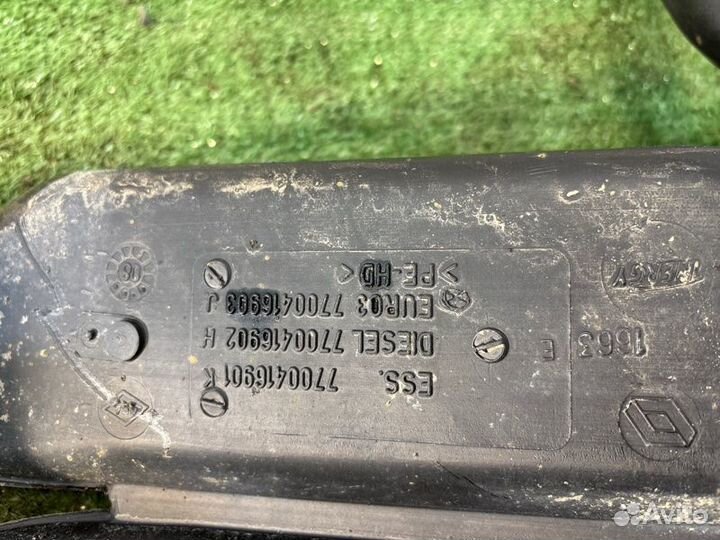 ESS. 7700416901 K
DIESEL 7700416902 H
EURO3 7700416903 J
>PE-HD<
1663 E
Avito